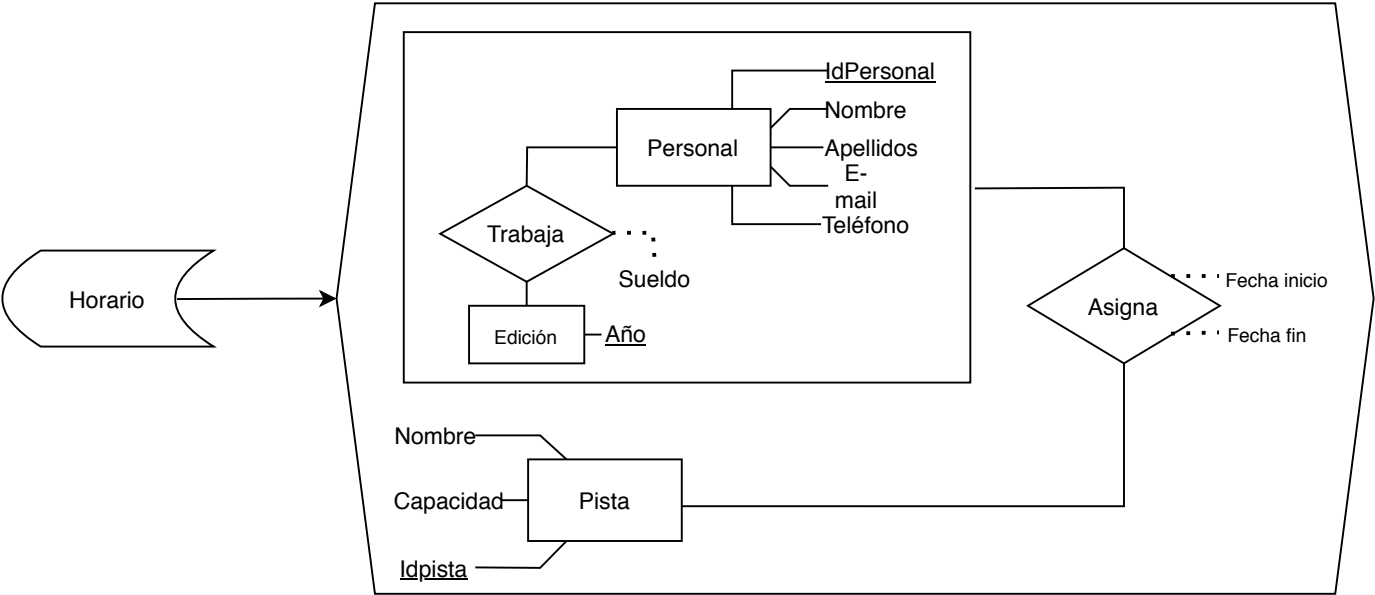 IdPersonal
Nombre
Personal
Apellidos
E-
mail
Teléfono
Trabaja
Sueldo
Horario
Fecha inicio
Asigna
Edición
Año
Fecha fin
Nombre
Capacidad
Pista
Idpista